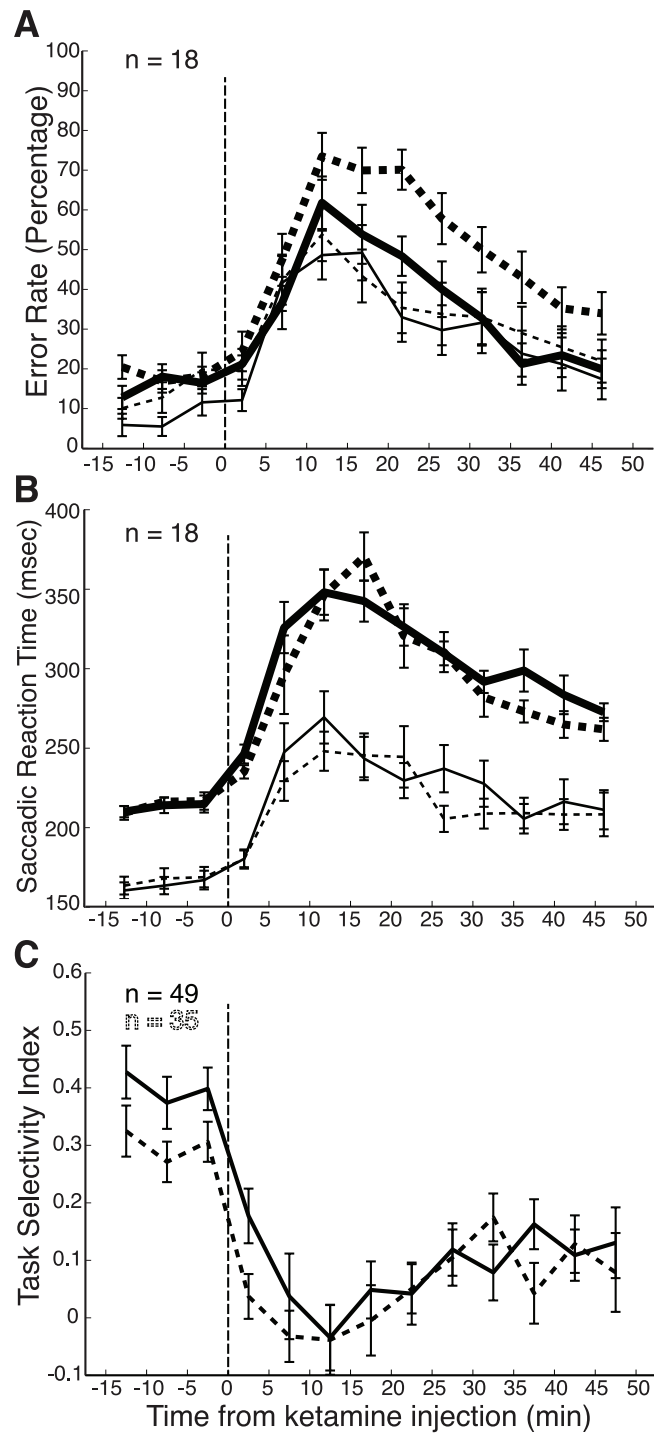 A
n = 18
Error Rate (Percentage)
100
90
80
70
60
50
40
30
20
10
0
-15 -10 -5 0 5 10 15 20 25 30 35 40 45 50
B
n = 18
Saccadic Reaction Time (msec)
400
350
300
250
200
150
-15 -10 -5 0 5 10 15 20 25 30 35 40 45 50
C
n = 49
n = 35
Task Selectivity Index
0.6
0.5
0.4
0.3
0.2
0.1
0
-0.1
-15 -10 -5 0 5 10 15 20 25 30 35 40 45 50
Time from ketamine injection (min)